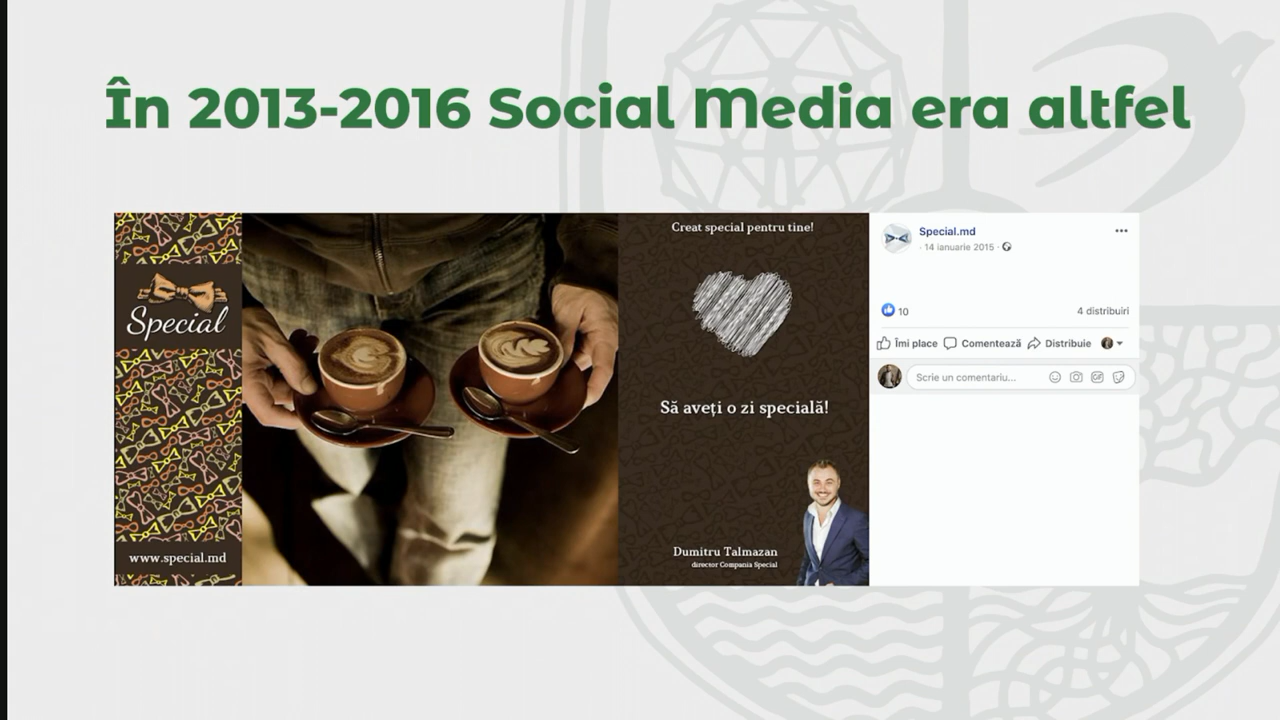 În 2013-2016 Social Media era altfel
Special
www.special.md
Creat special pentru tine!
Să aveți o zi specială!
Dumitru Talmazan
director Compania Special
Special.md
· 14 ianuarie 2015 ·
10
4 distribuiri
Îmi place
Comentează
Distribuie
Scrie un comentariu...
GIF